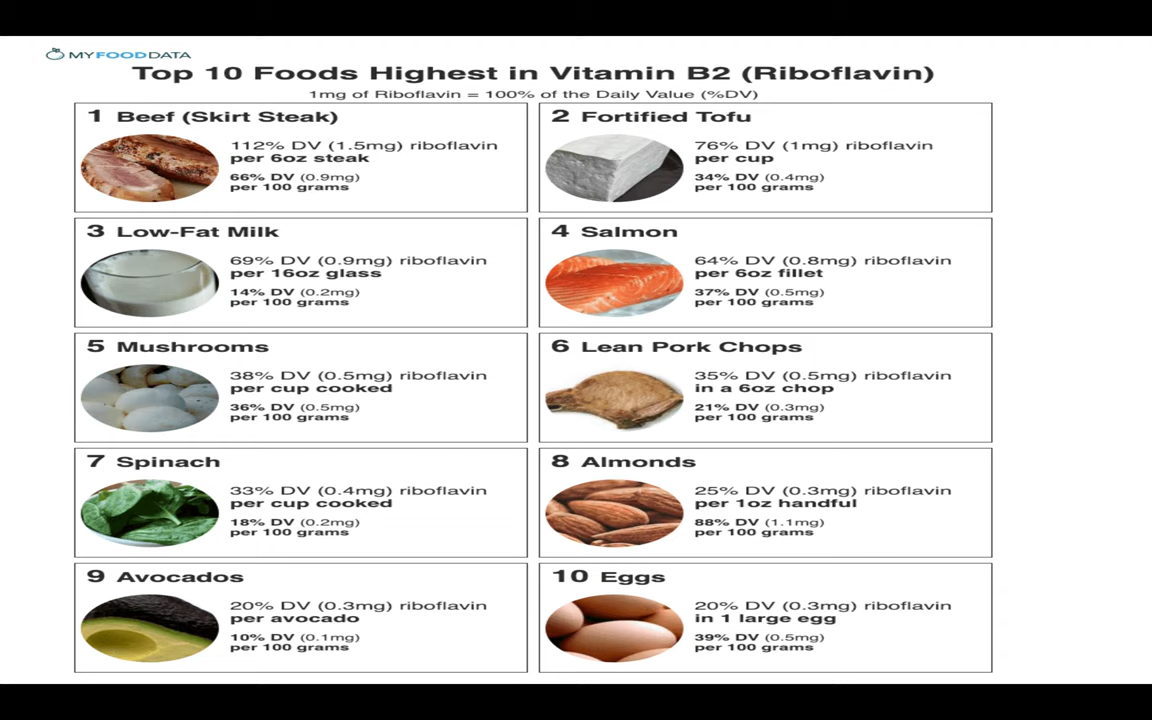 MYFOODDATA
Top 10 Foods Highest in Vitamin B2 (Riboflavin)
1mg of Riboflavin = 100% of the Daily Value (%DV)
1 Beef (Skirt Steak)
112% DV (1.5mg) riboflavin
per 6oz steak
66% DV (0.9mg)
per 100 grams
2 Fortified Tofu
76% DV (1mg) riboflavin
per cup
34% DV (0.4mg)
per 100 grams
3 Low-Fat Milk
69% DV (0.9mg) riboflavin
per 16oz glass
14% DV (0.2mg)
per 100 grams
4 Salmon
64% DV (0.8mg) riboflavin
per 6oz fillet
37% DV (0.5mg)
per 100 grams
5 Mushrooms
38% DV (0.5mg) riboflavin
per cup cooked
36% DV (0.5mg)
per 100 grams
6 Lean Pork Chops
35% DV (0.5mg) riboflavin
in a 6oz chop
21% DV (0.3mg)
per 100 grams
7 Spinach
33% DV (0.4mg) riboflavin
per cup cooked
18% DV (0.2mg)
per 100 grams
8 Almonds
25% DV (0.3mg) riboflavin
per 1oz handful
88% DV (1.1mg)
per 100 grams
9 Avocados
20% DV (0.3mg) riboflavin
per avocado
10% DV (0.1mg)
per 100 grams
10 Eggs
20% DV (0.3mg) riboflavin
in 1 large egg
39% DV (0.5mg)
per 100 grams